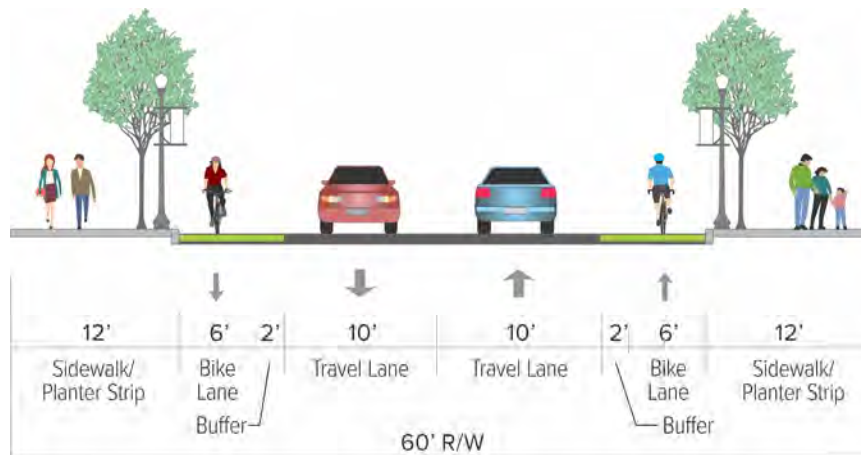 12' 6' 2' 10' 10' 2' 6' 12'
Sidewalk/ Bike Travel Lane Travel Lane Bike Sidewalk/
Planter Strip Lane Lane Planter Strip
Buffer Buffer
60' R/W